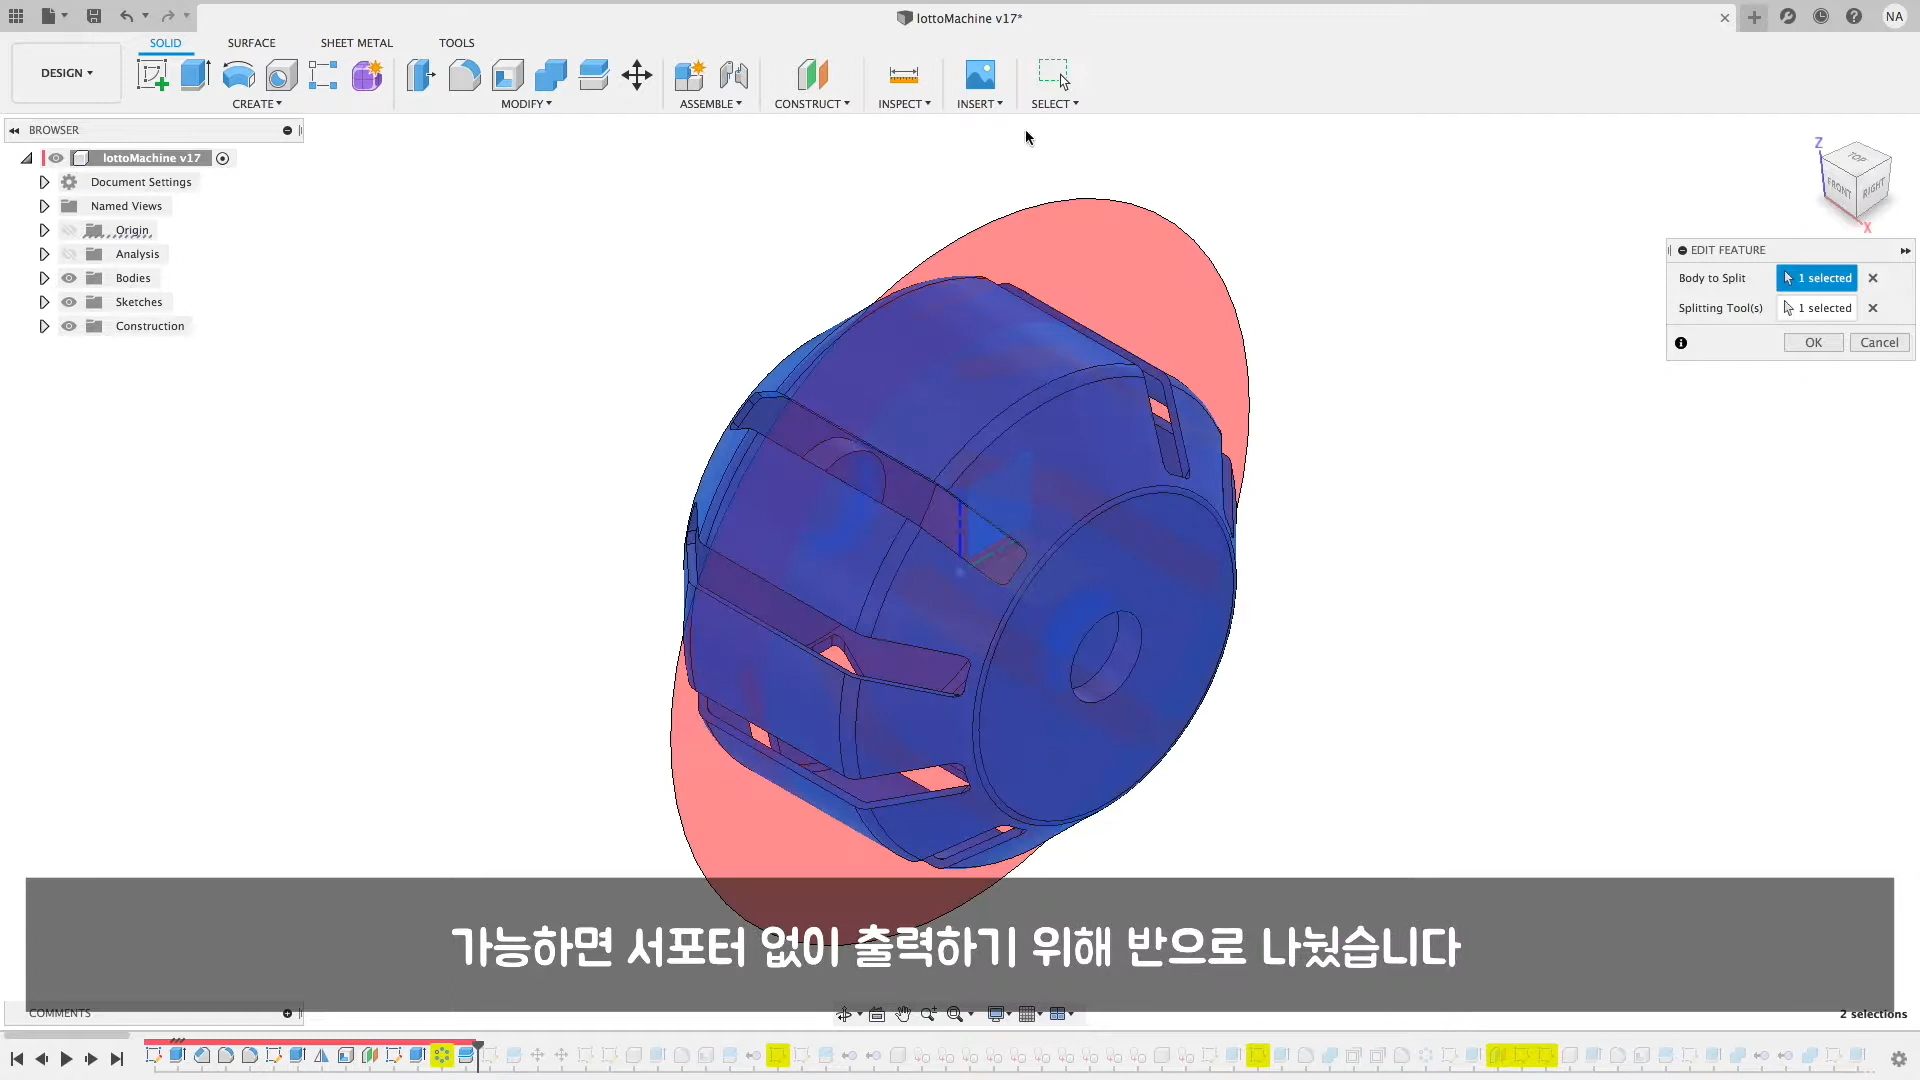 lottoMachine v17*
NA
DESIGN
SOLID
SURFACE
SHEET METAL
TOOLS
CREATE
MODIFY
ASSEMBLE
CONSTRUCT
INSPECT
INSERT
SELECT
BROWSER
lottoMachine v17
Document Settings
Named Views
Origin
Analysis
Bodies
Sketches
Construction
Z
TOP
FRONT
RIGHT
X
EDIT FEATURE
Body to Split
1 selected
Splitting Tool(s)
1 selected
OK
Cancel
가능하면 서포터 없이 출력하기 위해 반으로 나눴습니다
COMMENTS
2 selections